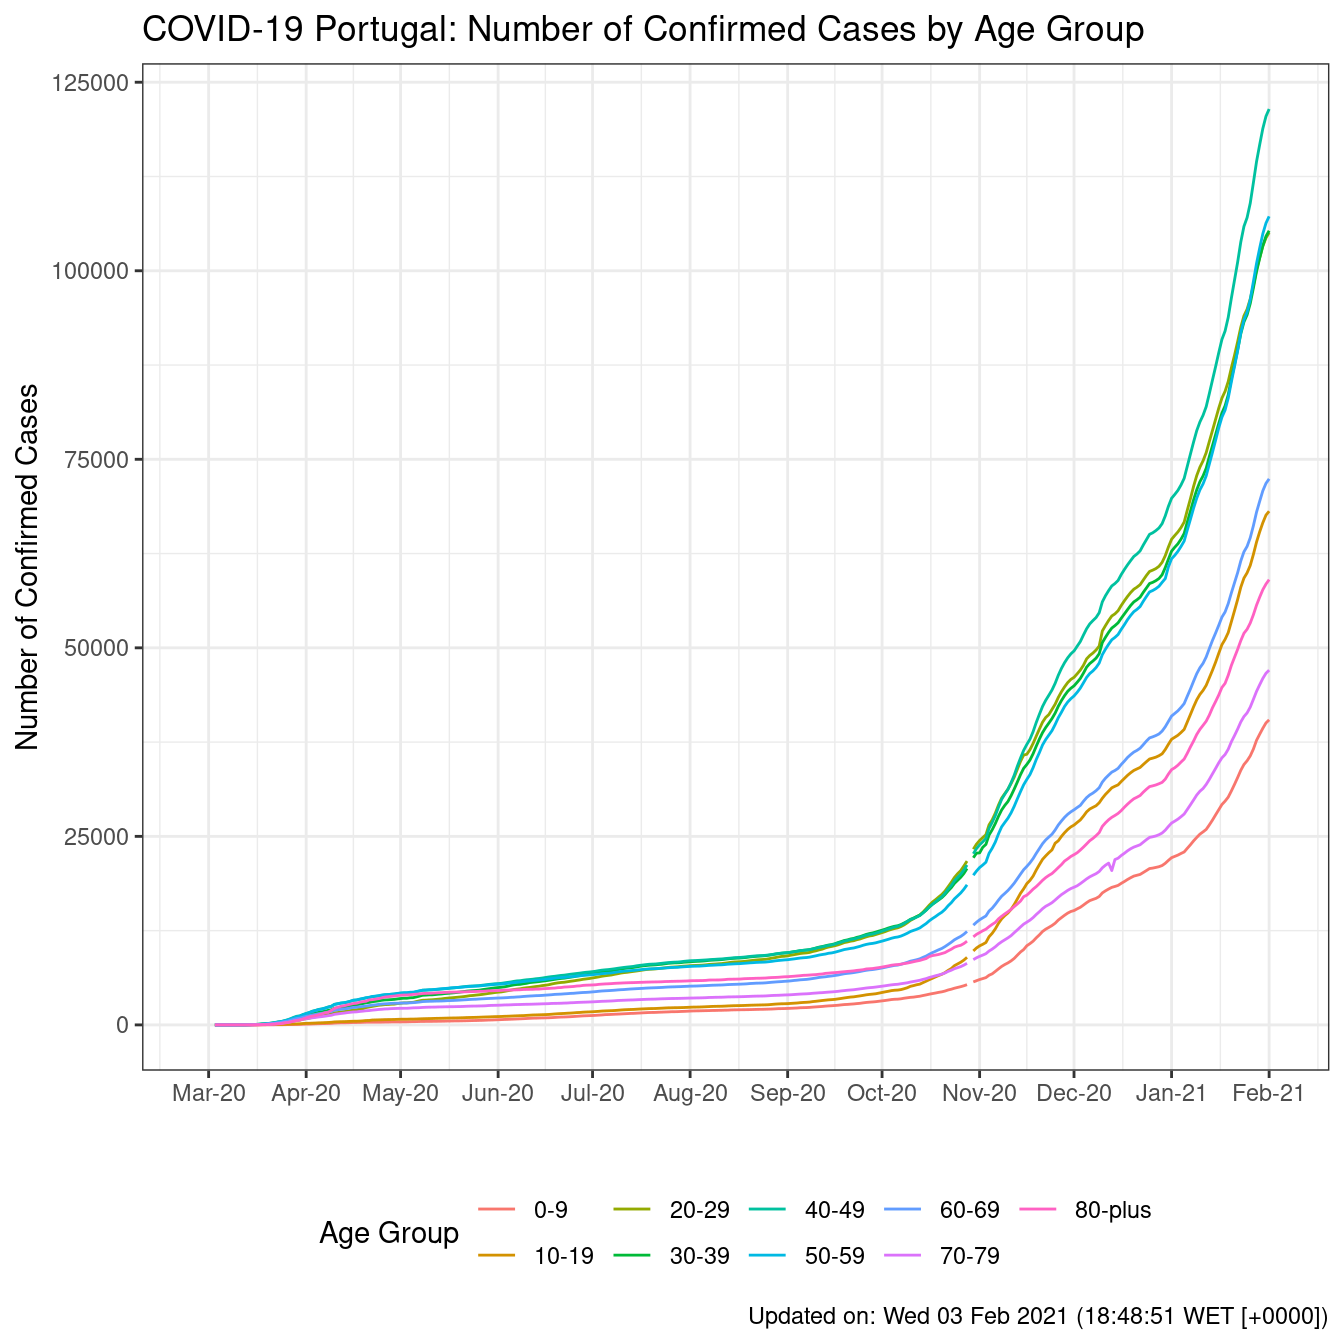 COVID-19 Portugal: Number of Confirmed Cases by Age Group
Number of Confirmed Cases
125000
100000
75000
50000
25000
0
Mar-20 Apr-20 May-20 Jun-20 Jul-20 Aug-20 Sep-20 Oct-20 Nov-20 Dec-20 Jan-21 Feb-21
Age Group
0-9 20-29 40-49 60-69 80-plus
10-19 30-39 50-59 70-79
Updated on: Wed 03 Feb 2021 (18:48:51 WET [+0000])